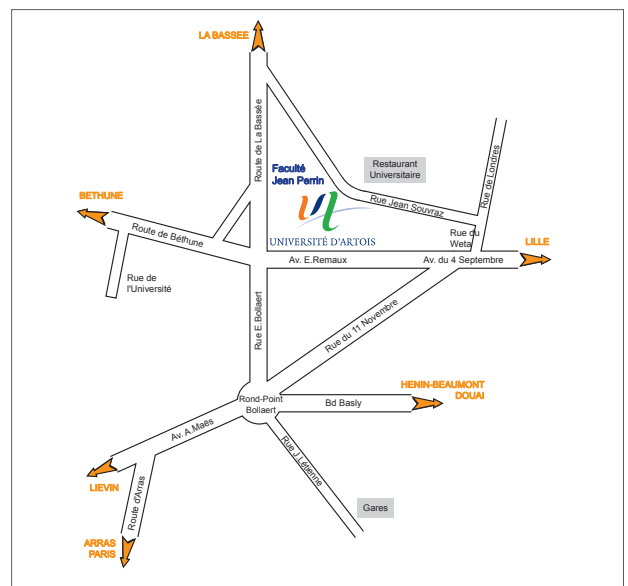 LA BASSEE
Route de La Bassée
Restaurant
Universitaire
Rue de Londres
Faculté
Jean Perrin
BETHUNE
Rue Jean Souvraz
UNIVERSITÉ D'ARTOIS
Route de Béthune
Rue du
Weta
LILLE
Av. E.Remaux
Av. du 4 Septembre
Rue de
l'Université
Rue E.Bollaert
Rue du 11 Novembre
HENIN-BEAUMONT
DOUAI
Rond-Point
Bollaert
Bd Basly
Av. A.Maës
Rue J.Létienne
LIEVIN
Route d'Arras
Gares
ARRAS
PARIS